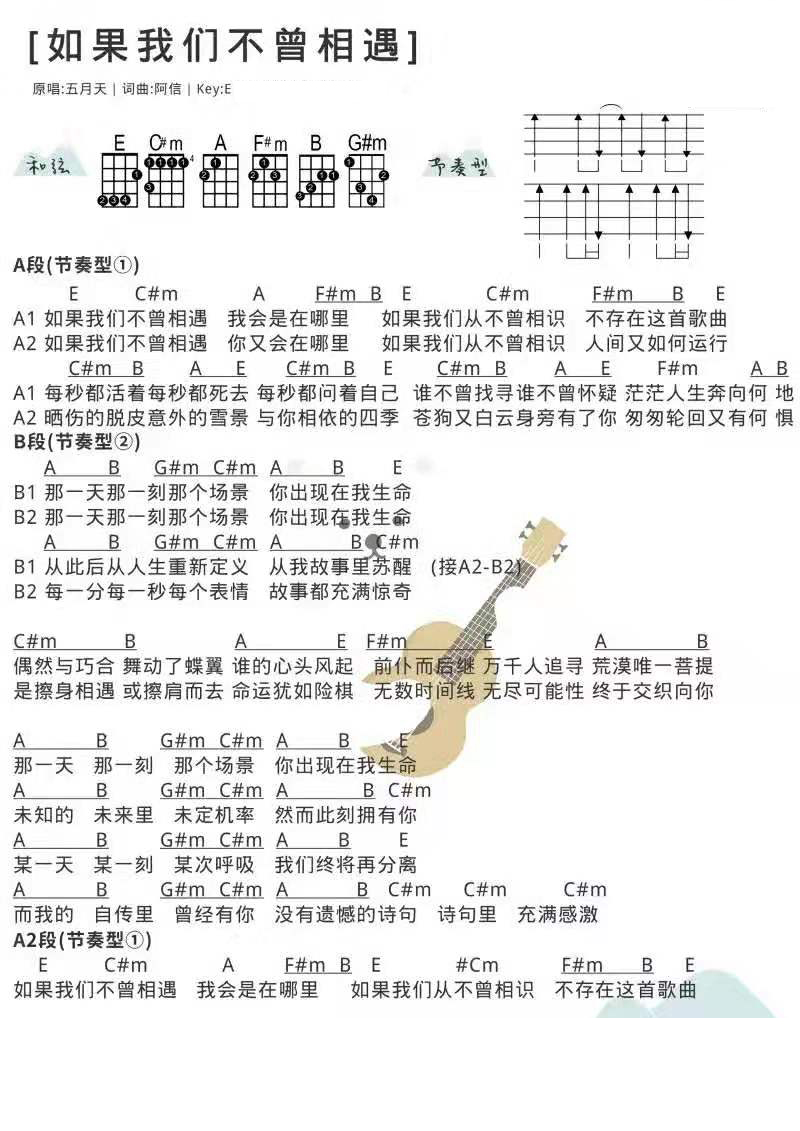 [如果我们不曾相遇]
原唱:五月天 | 词曲:阿信 | Key:E
和弦 E C#m A F#m B G#m 节奏型
A段(节奏型①)
E C#m A F#m B E C#m F#m B E
A1 如果我们不曾相遇 我会是在哪里 如果我们从不曾相识 不存在这首歌曲
A2 如果我们不曾相遇 你又会在哪里 如果我们从不曾相识 人间又如何运行
C#m B A E C#m B E C#m B A E F#m A B
A1 每秒都活着每秒都死去 每秒都问着自己 谁不曾找寻谁不曾怀疑 茫茫人生奔向何 地
A2 晒伤的脱皮意外的雪景 与你相依的四季 苍狗又白云身旁有了你 匆匆轮回又有何 惧
B段(节奏型②)
A B G#m C#m A B E
B1 那一天那一刻那个场景 你出现在我生命
B2 那一天那一刻那个场景 你出现在我生命
A B G#m C#m A B C#m
B1 从此后从人生重新定义 从我故事里苏醒 (接A2-B2)
B2 每一分每一秒每个表情 故事都充满惊奇
C#m B A E F#m E A B
偶然与巧合 舞动了蝶翼 谁的心头风起 前仆而后继 万千人追寻 荒漠唯一菩提
是擦身相遇 或擦肩而去 命运犹如险棋 无数时间线 无尽可能性 终于交织向你
A B G#m C#m A B E
那一天 那一刻 那个场景 你出现在我生命
A B G#m C#m A B C#m
未知的 未来里 未定机率 然而此刻拥有你
A B G#m C#m A B E
某一天 某一刻 某次呼吸 我们终将再分离
A B G#m C#m A B C#m C#m C#m
而我的 自传里 曾经有你 没有遗憾的诗句 诗句里 充满感激
A2段(节奏型①)
E C#m A F#m B E #Cm F#m B E
如果我们不曾相遇 我会是在哪里 如果我们从不曾相识 不存在这首歌曲